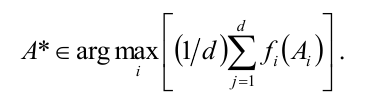 A* ∈ arg max_i [ (1/d) ∑_{j=1}^{d} f_i(A_i) ].